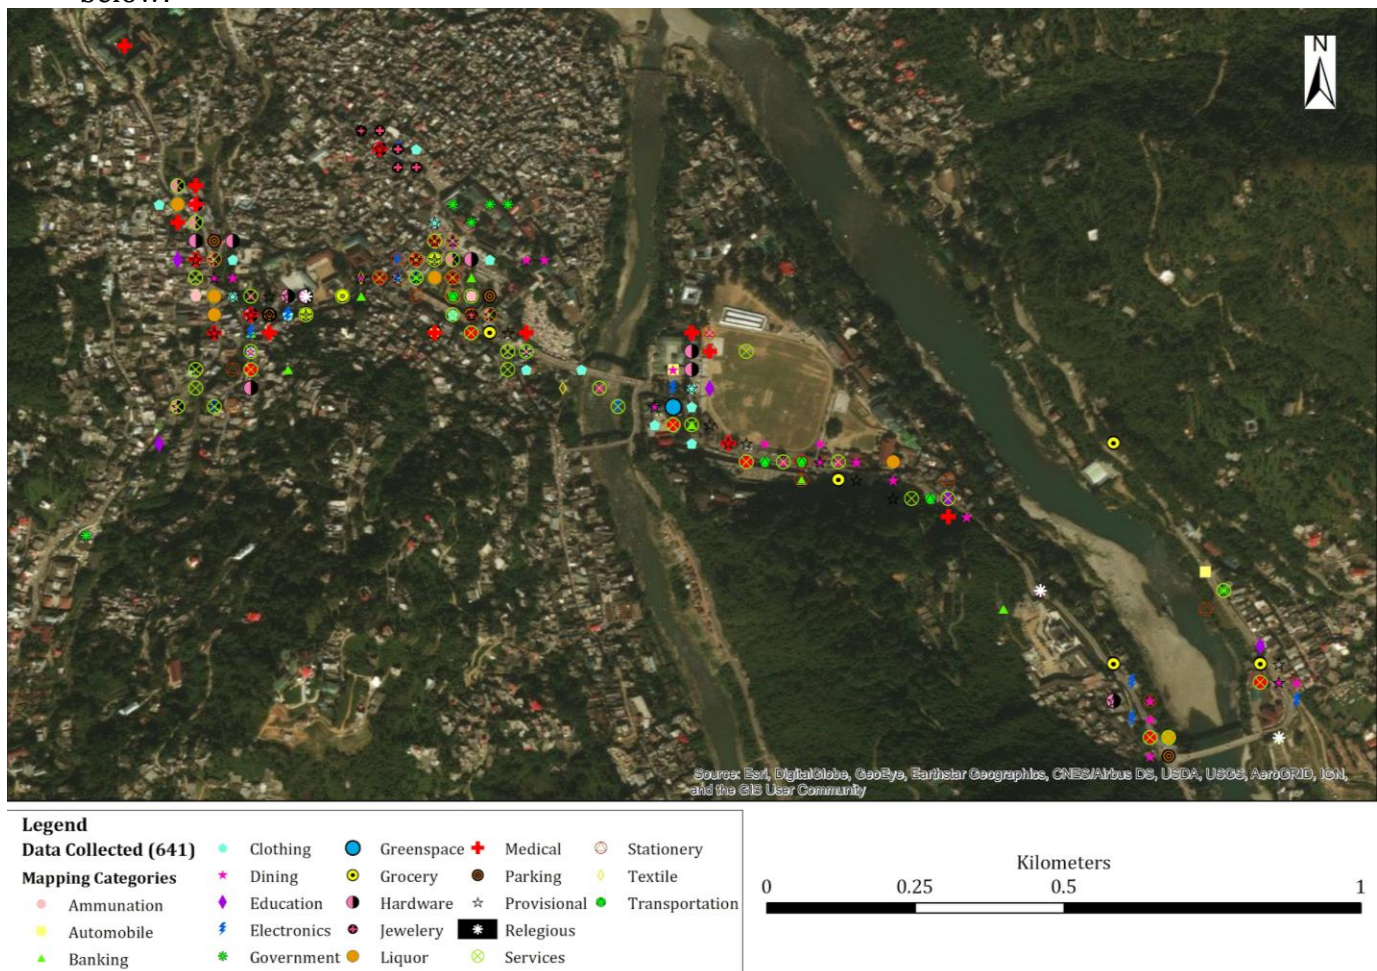 below.
N
Source: Esri, DigitalGlobe, GeoEye, Earthstar Geographics, CNES/Airbus DS, USDA, USGS, AeroGRID, IGN,
and the GIS User Community
Legend
Data Collected (641)
Mapping Categories
Ammunation
Automobile
Banking
Clothing
Dining
Education
Electronics
Government
Greenspace
Grocery
Hardware
Jewelery
Liquor
Medical
Parking
Provisional
Relegious
Services
Stationery
Textile
Transportation
Kilometers
0 0.25 0.5 1